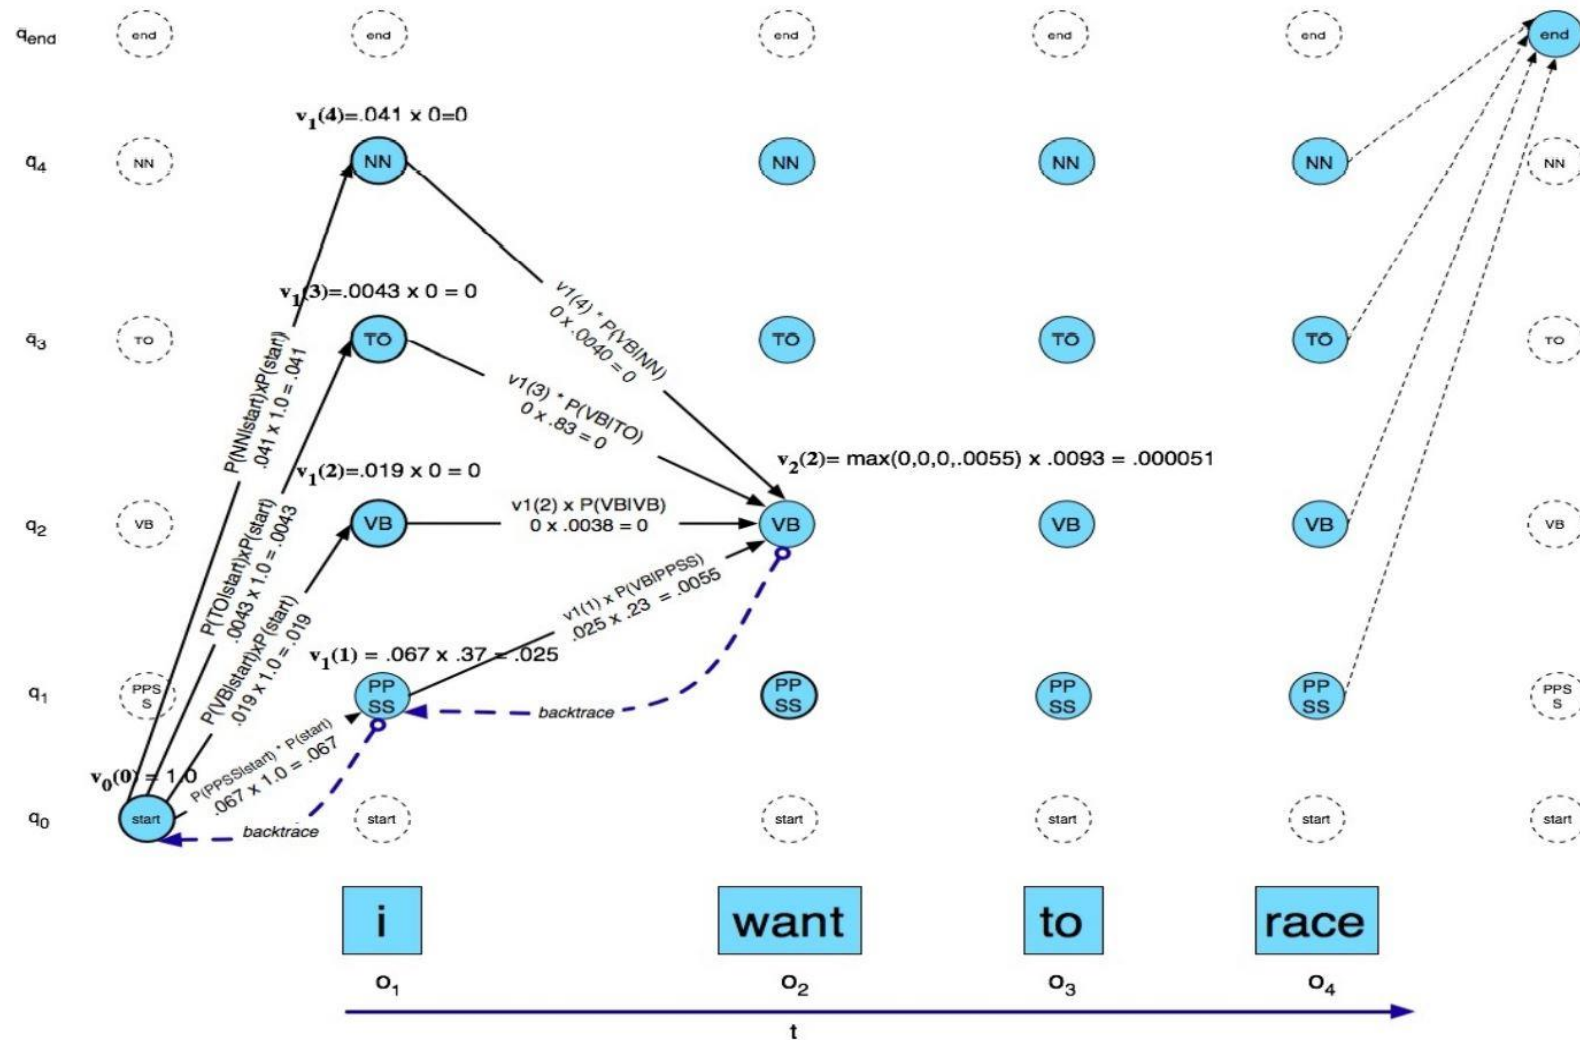 q_end end end end end end end
v₁(4)=.041 x 0=0
q₄ NN NN NN NN NN NN
P(NN|start)xP(start)
.041 x 1.0 = .041
v1(4) * P(VB|NN)
0 x .0040 = 0
v₁(3)=.0043 x 0 = 0
q₃ TO TO TO TO TO TO
P(TO|start)xP(start)
.0043 x 1.0 = .0043
v1(3) * P(VB|TO)
0 x .83 = 0
v₁(2)=.019 x 0 = 0
v₂(2)= max(0,0,0,.0055) x .0093 = .000051
q₂ VB VB VB VB VB VB
v1(2) x P(VB|VB)
0 x .0038 = 0
P(VB|start)xP(start)
.019 x 1.0 = .019
v1(1) x P(VB|PPSS)
.025 x .23 = .0055
v₁(1) = .067 x .37 = .025
q₁ PPS PP PP PP PP PPS
S SS SS SS SS S
backtrace
P(PPSS|start) * P(start)
.067 x 1.0 = .067
v₀(0) = 1.0
q₀ start start start start start start
backtrace
i want to race
o₁ o₂ o₃ o₄
t